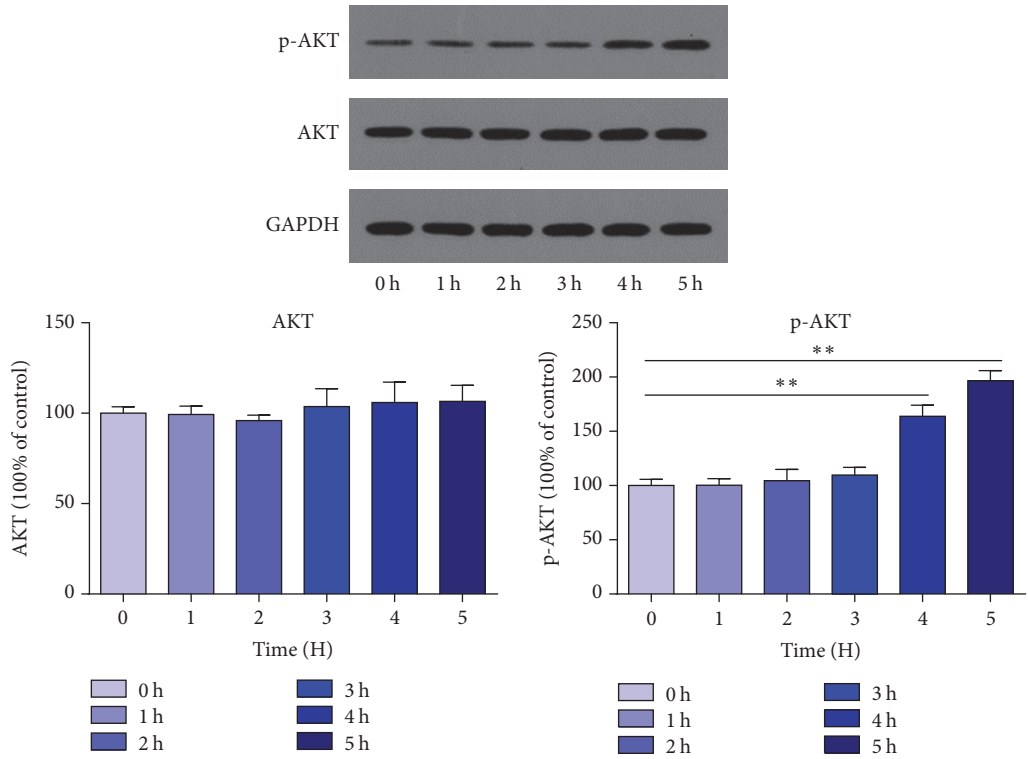 p-AKT
AKT
GAPDH
0 h 1 h 2 h 3 h 4 h 5 h
AKT
AKT (100% of control)
150
100
50
0
0 1 2 3 4 5
Time (H)
0 h 3 h
1 h 4 h
2 h 5 h
p-AKT
p-AKT (100% of control)
250
200
150
100
50
0
**
**
0 1 2 3 4 5
Time (H)
0 h 3 h
1 h 4 h
2 h 5 h